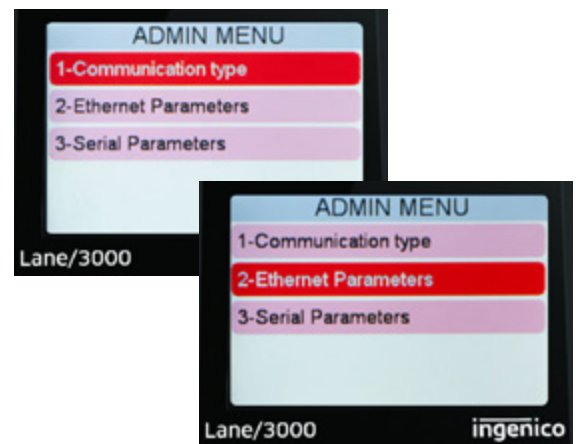 ADMIN MENU
1-Communication type
2-Ethernet Parameters
3-Serial Parameters
Lane/3000
ADMIN MENU
1-Communication type
2-Ethernet Parameters
3-Serial Parameters
Lane/3000 ingenico